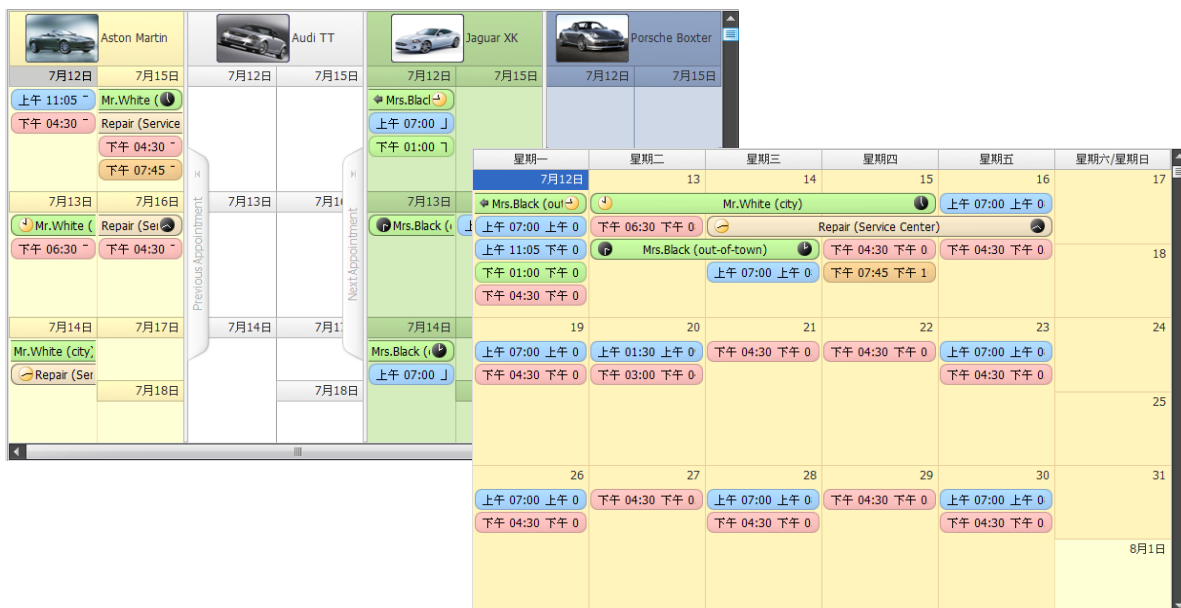 Aston Martin
Audi TT
Jaguar XK
Porsche Boxter
7月12日 7月15日 7月12日 7月15日 7月12日 7月15日 7月12日 7月15日
上午 11:05 Mr.White ( Mrs.Blac
下午 04:30 Repair (Service 上午 07:00
下午 04:30 下午 01:00
下午 07:45
7月13日 7月16日 7月13日 7月13日
Mr.White ( Repair (Ser Mrs.Black (
下午 06:30 下午 04:30
Previous Appointment
Next Appointment
7月14日 7月17日 7月14日 7月14日
Mr.White (city) Mrs.Black (
Repair (Ser 上午 07:00
7月18日 7月18日
星期一 星期二 星期三 星期四 星期五 星期六/星期日
7月12日 13 14 15 16 17
Mrs.Black (out Mr.White (city) 上午 07:00 上午 0
上午 07:00 上午 0 下午 06:30 下午 0 Repair (Service Center)
上午 11:05 下午 0 Mrs.Black (out-of-town) 下午 04:30 下午 0 下午 04:30 下午 0 18
下午 01:00 下午 0 上午 07:00 上午 0 下午 07:45 下午 1
下午 04:30 下午 0
19 20 21 22 23 24
上午 07:00 上午 0 上午 01:30 上午 0 下午 04:30 下午 0 下午 04:30 下午 0 上午 07:00 上午 0
下午 04:30 下午 0 下午 03:00 下午 0 下午 04:30 下午 0
25
26 27 28 29 30 31
上午 07:00 上午 0 下午 04:30 下午 0 上午 07:00 上午 0 下午 04:30 下午 0 上午 07:00 上午 0
下午 04:30 下午 0 下午 04:30 下午 0 下午 04:30 下午 0
8月1日